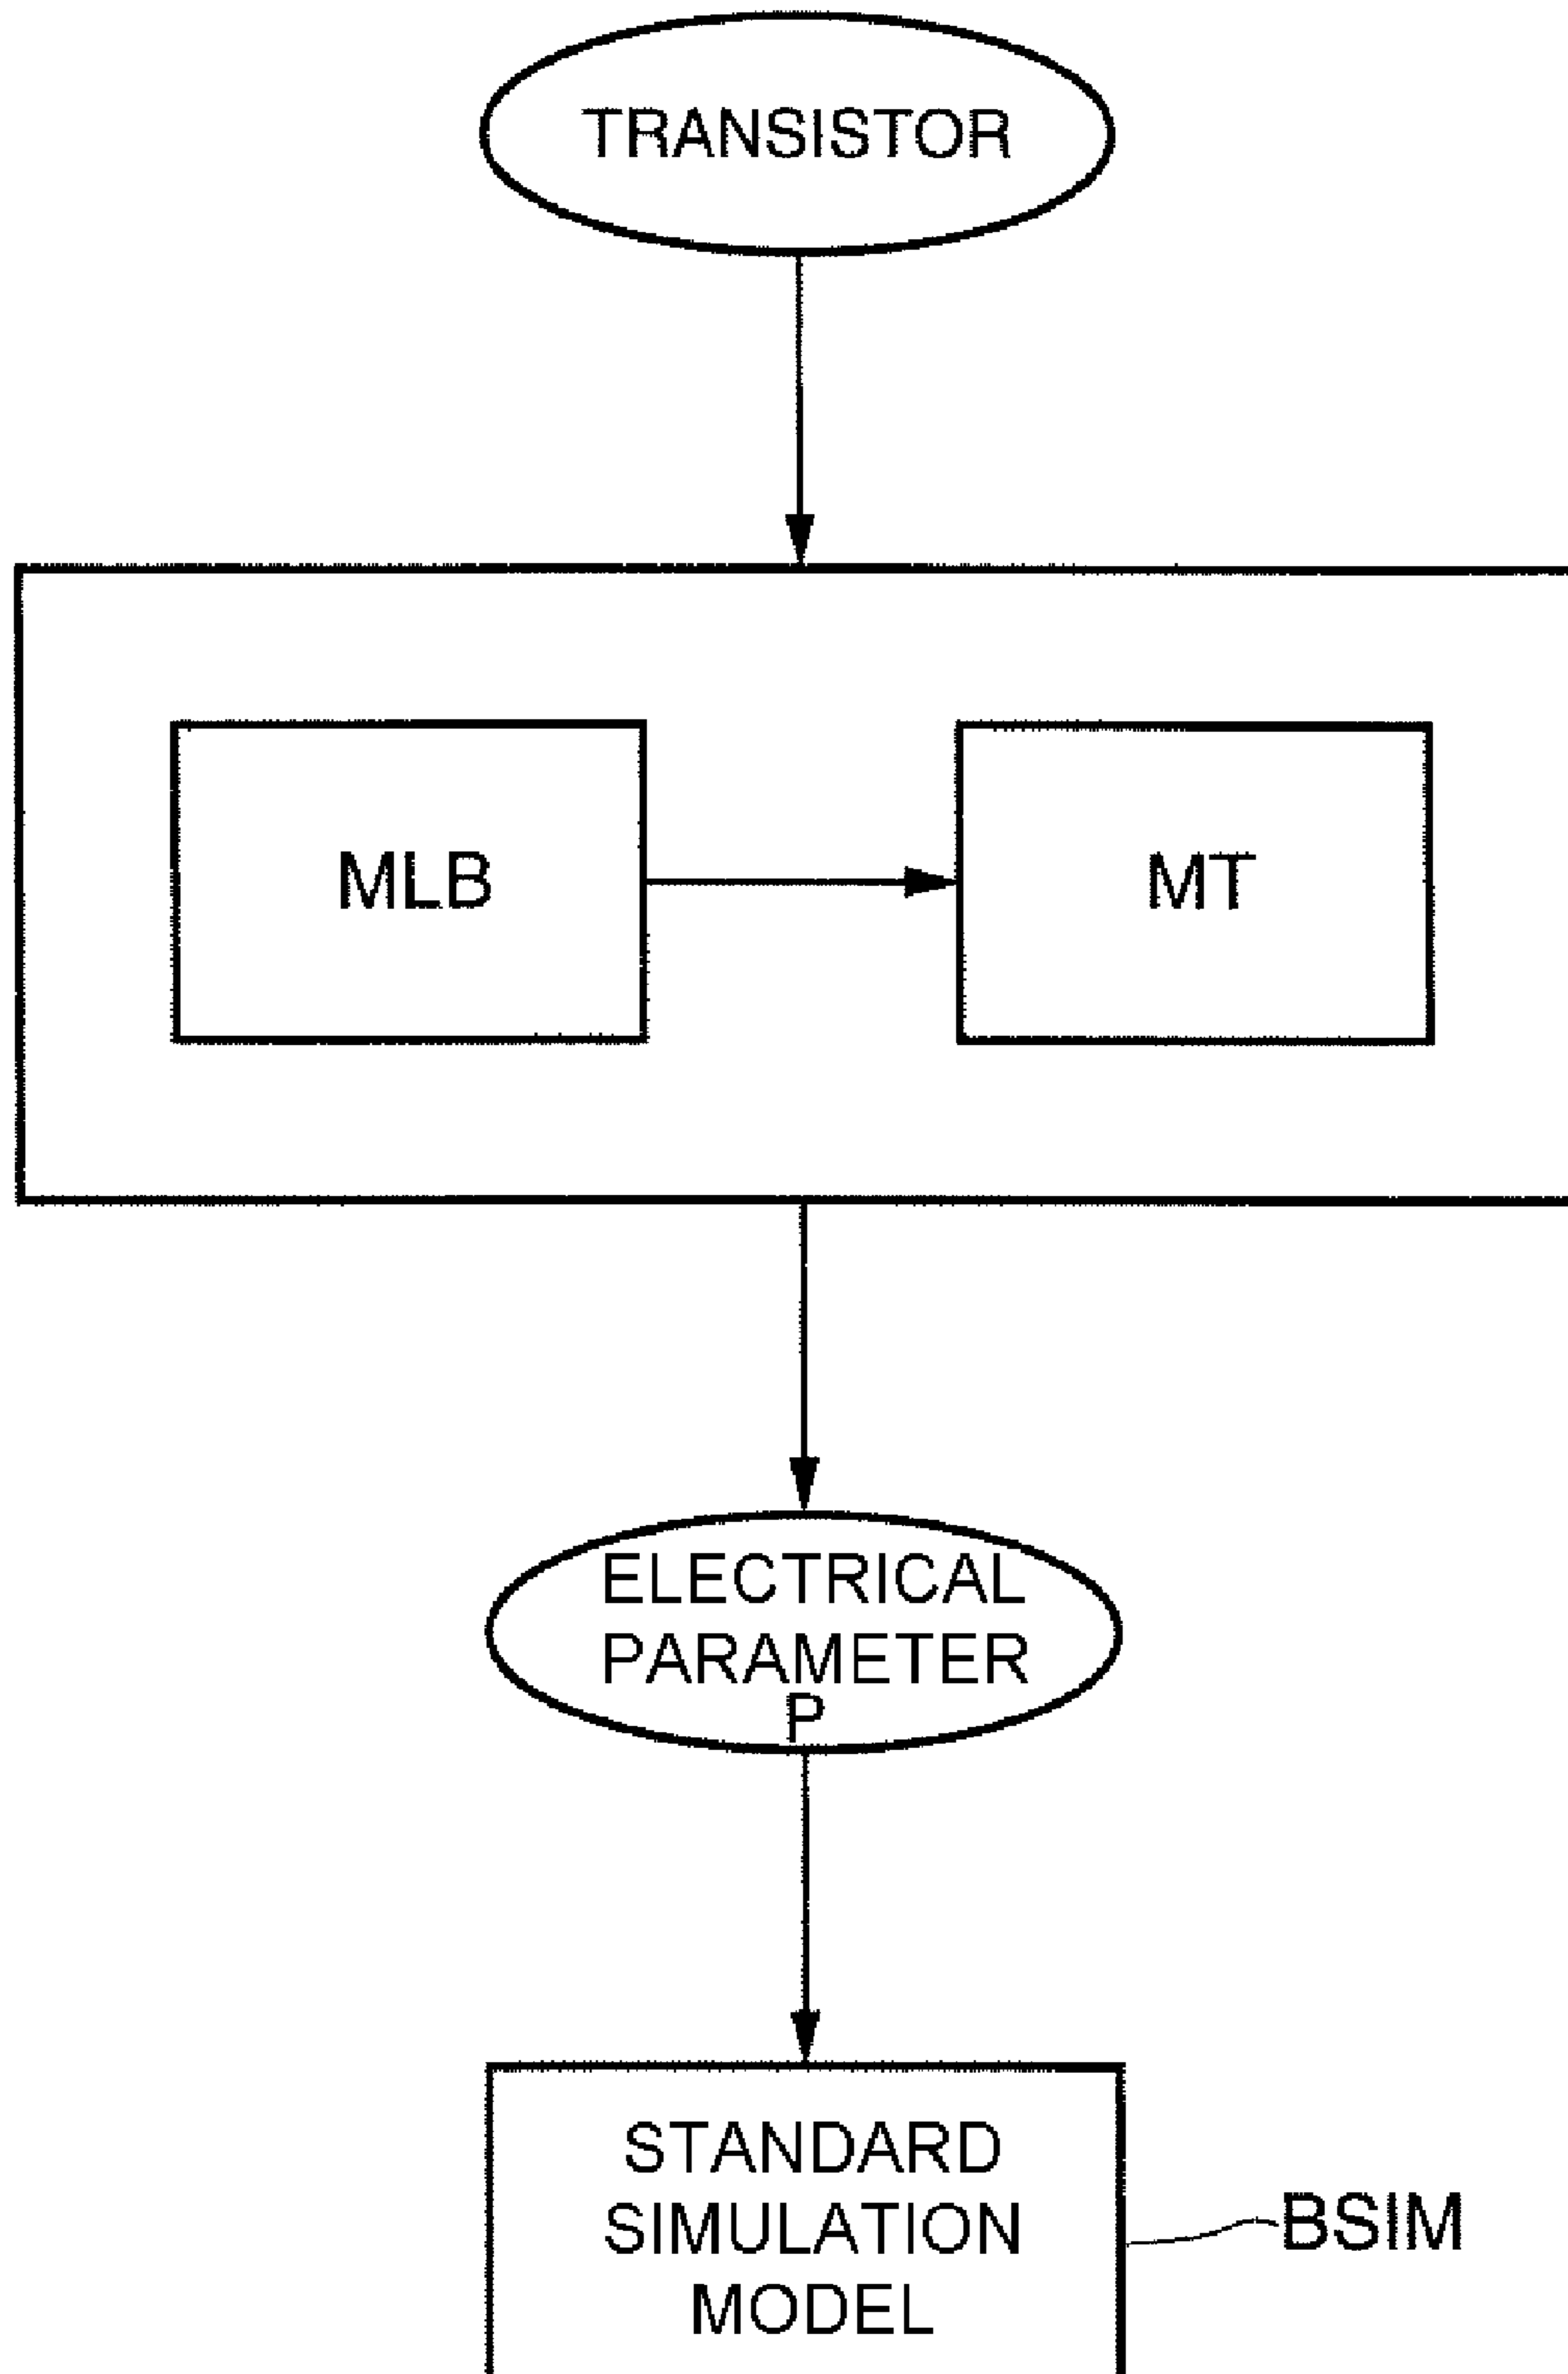 TRANSISTOR
MLB
MT
ELECTRICAL
PARAMETER
P
STANDARD
SIMULATION
MODEL
BSIM